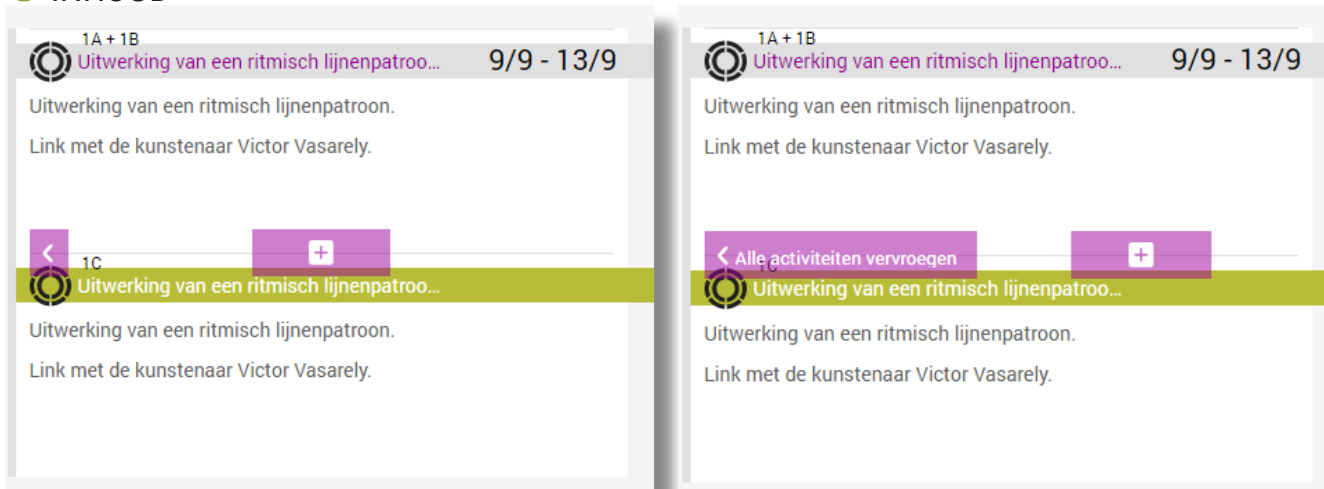 1A + 1B
Uitwerking van een ritmisch lijnenpatroo... 9/9 - 13/9
Uitwerking van een ritmisch lijnenpatroon.
Link met de kunstenaar Victor Vasarely.
1C
Uitwerking van een ritmisch lijnenpatroo...
Uitwerking van een ritmisch lijnenpatroon.
Link met de kunstenaar Victor Vasarely.
1A + 1B
Uitwerking van een ritmisch lijnenpatroo... 9/9 - 13/9
Uitwerking van een ritmisch lijnenpatroon.
Link met de kunstenaar Victor Vasarely.
Alle activiteiten vervroegen
1C
Uitwerking van een ritmisch lijnenpatroo...
Uitwerking van een ritmisch lijnenpatroon.
Link met de kunstenaar Victor Vasarely.